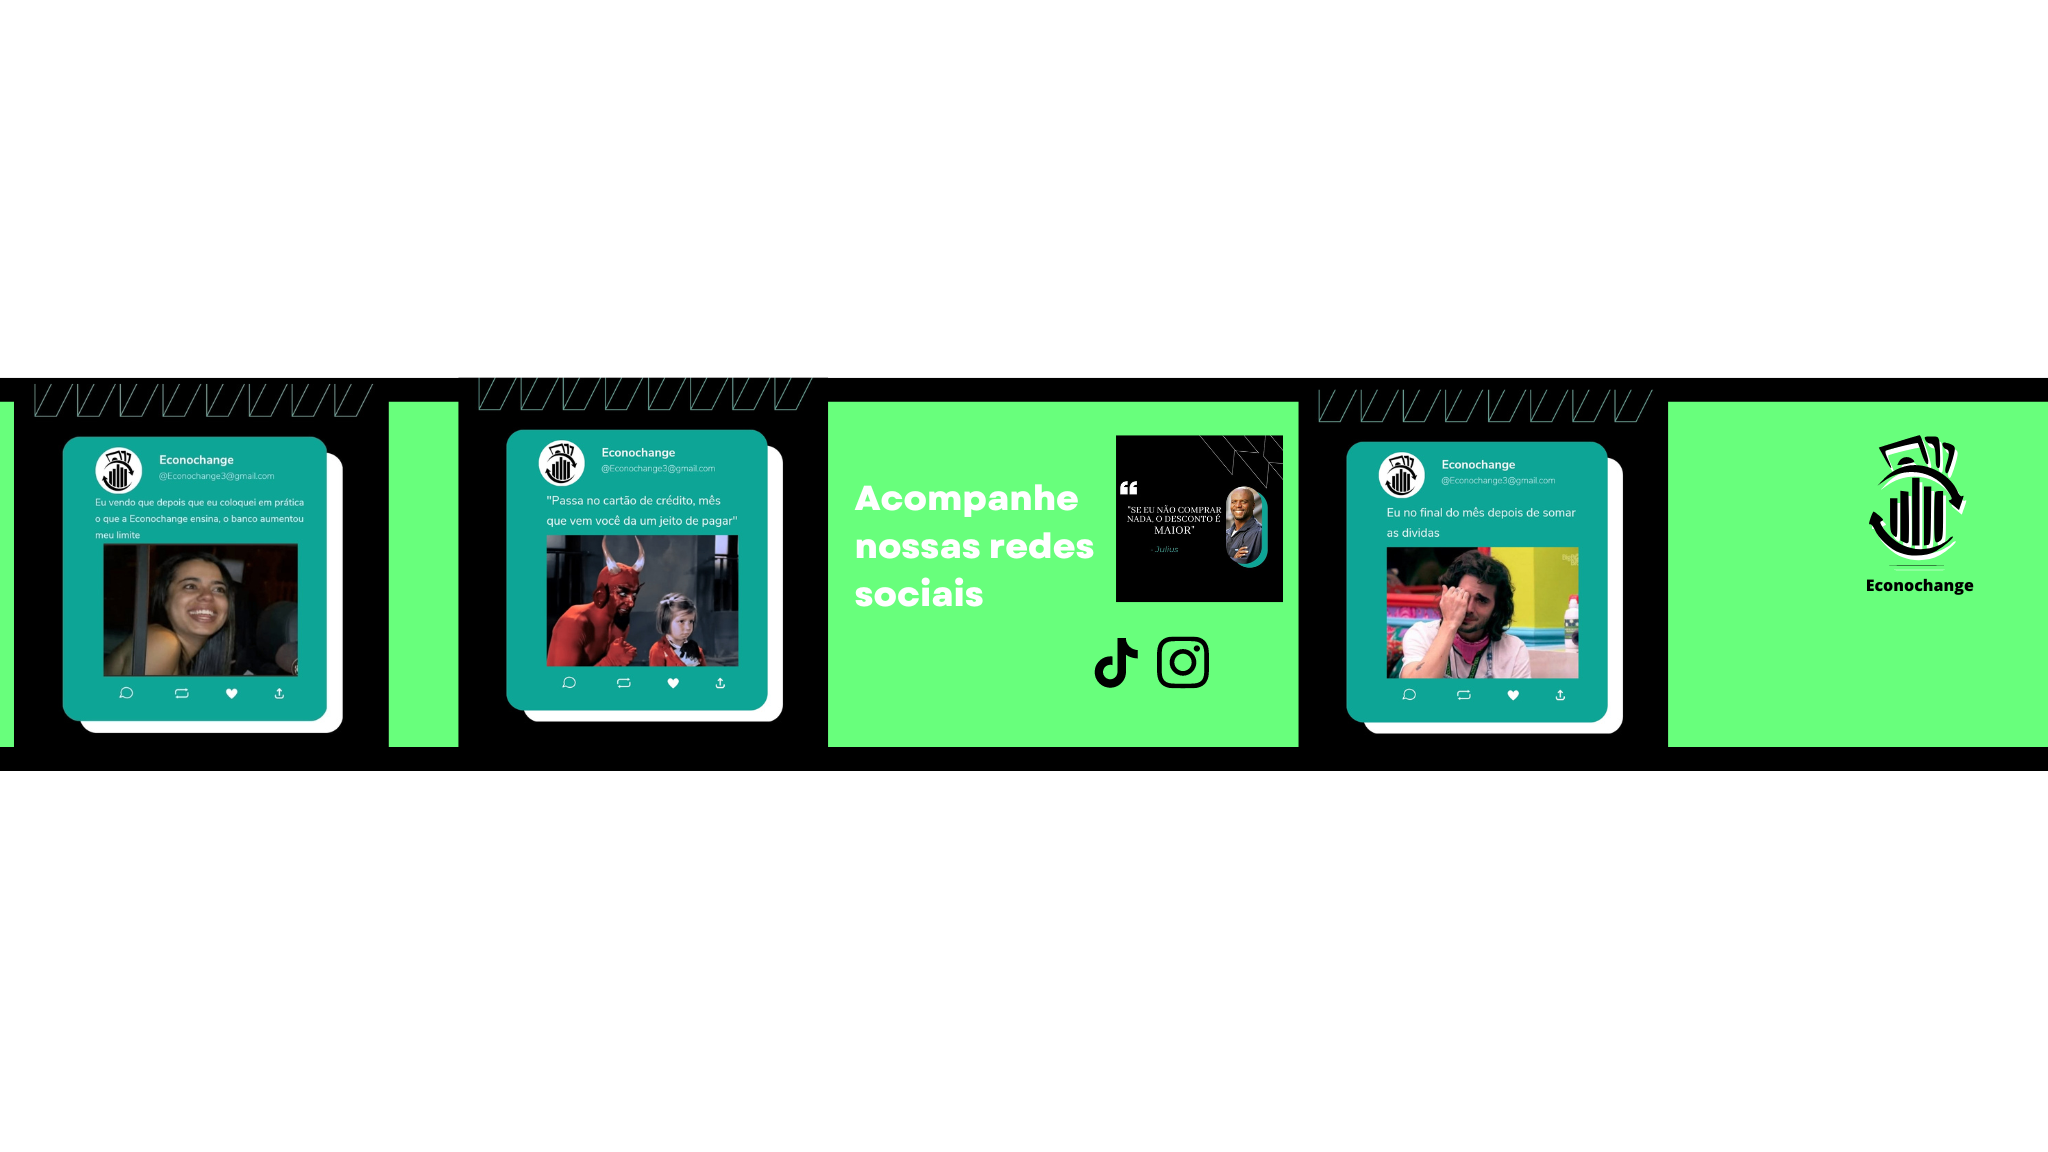 Econochange
@Econochange3@gmail.com
Eu vendo que depois que eu coloquei em prática
o que a Econochange ensina, o banco aumentou
meu limite
Econochange
@Econochange3@gmail.com
"Passa no cartão de crédito, mês
que vem você da um jeito de pagar"
Acompanhe
nossas redes
sociais
"SE EU NÃO COMPRAR
NADA, O DESCONTO É
MAIOR"
- Julius
Econochange
@Econochange3@gmail.com
Eu no final do mês depois de somar
as dividas
Econochange